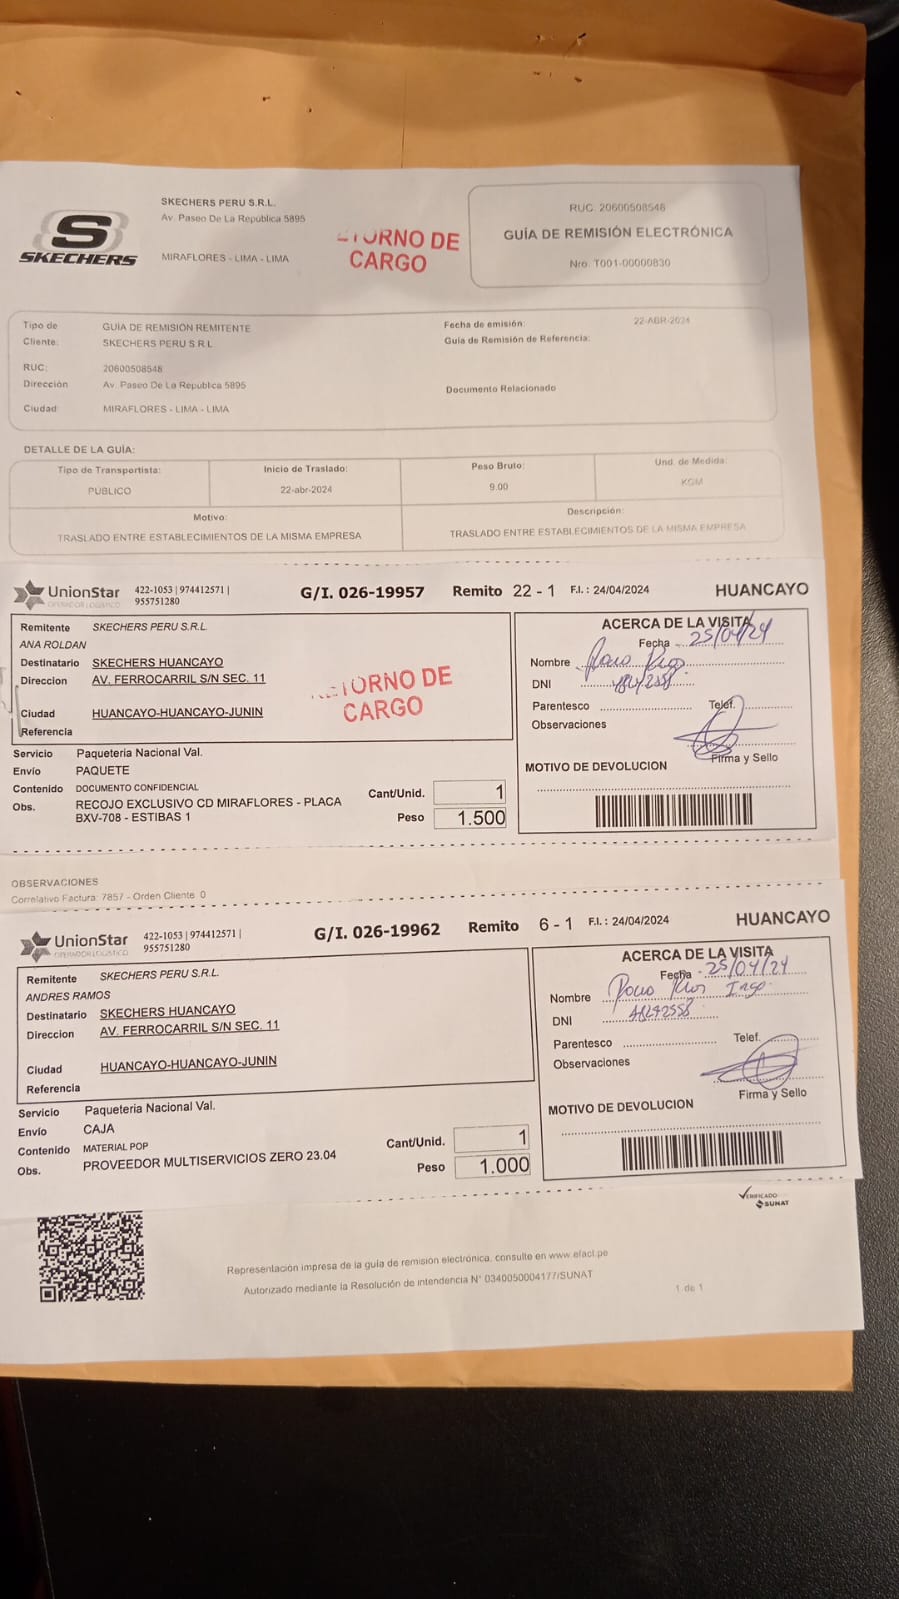 SKECHERS
SKECHERS PERU S.R.L.
Av. Paseo De La República 5895
MIRAFLORES - LIMA - LIMA
TORNO DE
CARGO
RUC. 20600508548
GUÍA DE REMISIÓN ELECTRÓNICA
Nro. T001-00000830
Tipo de GUIA DE REMISIÓN REMITENTE
Cliente: SKECHERS PERU S.R.L
RUC: 20600508548
Dirección Av. Paseo De La Republica 5895
Ciudad MIRAFLORES - LIMA - LIMA
Fecha de emisión: 22-ABR-2024
Guia de Remisión de Referencia:
Documento Relacionado
DETALLE DE LA GUÍA:
Tipo de Transportista: Inicio de Traslado: Peso Bruto: Und. de Medida:
PÚBLICO 22-abr-2024 9.00 KGM
Motivo: Descripción:
TRASLADO ENTRE ESTABLECIMIENTOS DE LA MISMA EMPRESA TRASLADO ENTRE ESTABLECIMIENTOS DE LA MISMA EMPRESA
UnionStar 422-1053 | 974412571 | G/I. 026-19957 Remito 22 - 1 F.I. : 24/04/2024 HUANCAYO
OPERADOR LOGISTICO 955751280
Remitente SKECHERS PERU S.R.L.
ANA ROLDAN
Destinatario SKECHERS HUANCAYO
Direccion AV. FERROCARRIL S/N SEC. 11
Ciudad HUANCAYO-HUANCAYO-JUNIN
Referencia
TORNO DE
CARGO
Servicio Paqueteria Nacional Val.
Envío PAQUETE
Contenido DOCUMENTO CONFIDENCIAL
Obs. RECOJO EXCLUSIVO CD MIRAFLORES - PLACA
BXV-708 - ESTIBAS 1
Cant/Unid. 1
Peso 1.500
ACERCA DE LA VISITA
Fecha 25/04/24
Nombre
DNI
Parentesco Telef.
Observaciones
Firma y Sello
MOTIVO DE DEVOLUCION
OBSERVACIONES
Correlativo Factura: 7857 - Orden Cliente: 0
UnionStar 422-1053 | 974412571 | G/I. 026-19962 Remito 6 - 1 F.I. : 24/04/2024 HUANCAYO
OPERADOR LOGISTICO 955751280
Remitente SKECHERS PERU S.R.L.
ANDRES RAMOS
Destinatario SKECHERS HUANCAYO
Direccion AV. FERROCARRIL S/N SEC. 11
Ciudad HUANCAYO-HUANCAYO-JUNIN
Referencia
Servicio Paqueteria Nacional Val.
Envío CAJA
Contenido MATERIAL POP
Obs. PROVEEDOR MULTISERVICIOS ZERO 23.04
Cant/Unid. 1
Peso 1.000
ACERCA DE LA VISITA
Fecha 25/04/24
Nombre
DNI
Parentesco Telef.
Observaciones
Firma y Sello
MOTIVO DE DEVOLUCION
VERIFICADO
SUNAT
Representación impresa de la guía de remisión electrónica, consulte en www.efact.pe
Autorizado mediante la Resolución de intendencia N° 0340050004177/SUNAT
1 de 1